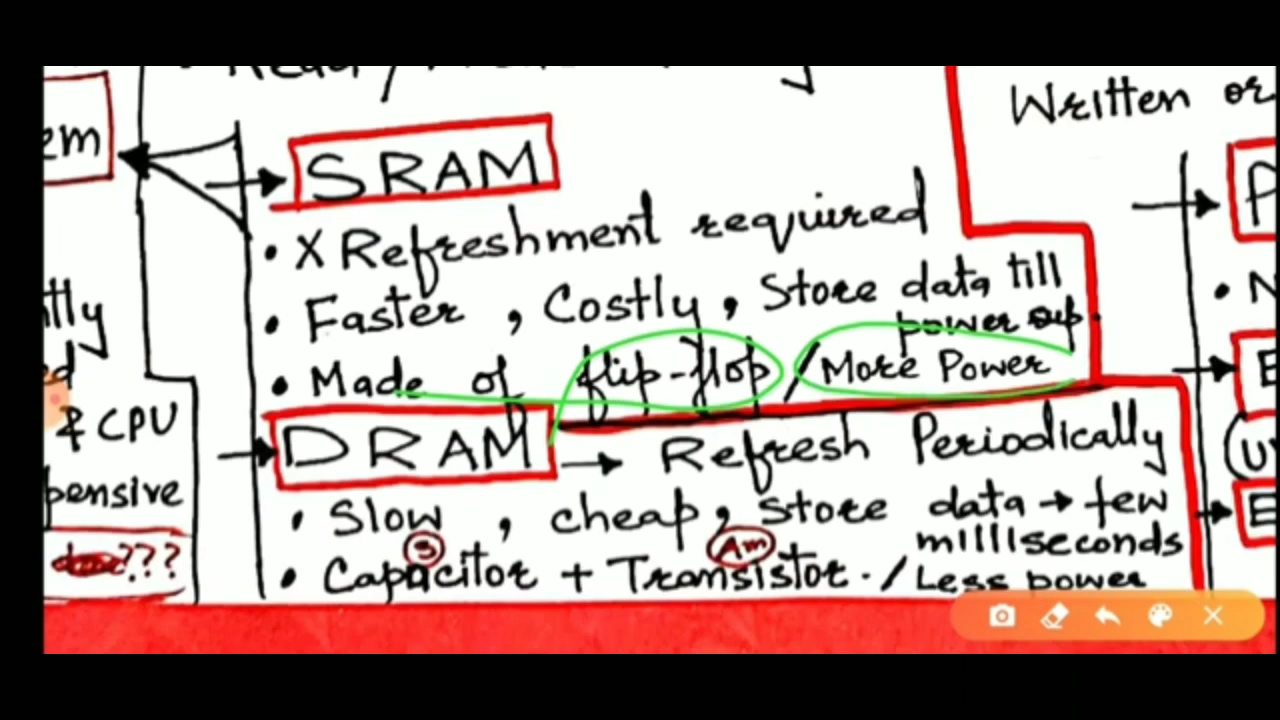 Written or
em
SRAM
• X Refreshment required
• Faster, Costly, Store data till
power sup.
• Made of flip-flop / More Power
tly
& CPU
pensive
???
DRAM → Refresh Periodically
• Slow, cheap, store data → few
milliseconds
S
Am
• Capacitor + Transistor. / Less power
• N
E
(U
E